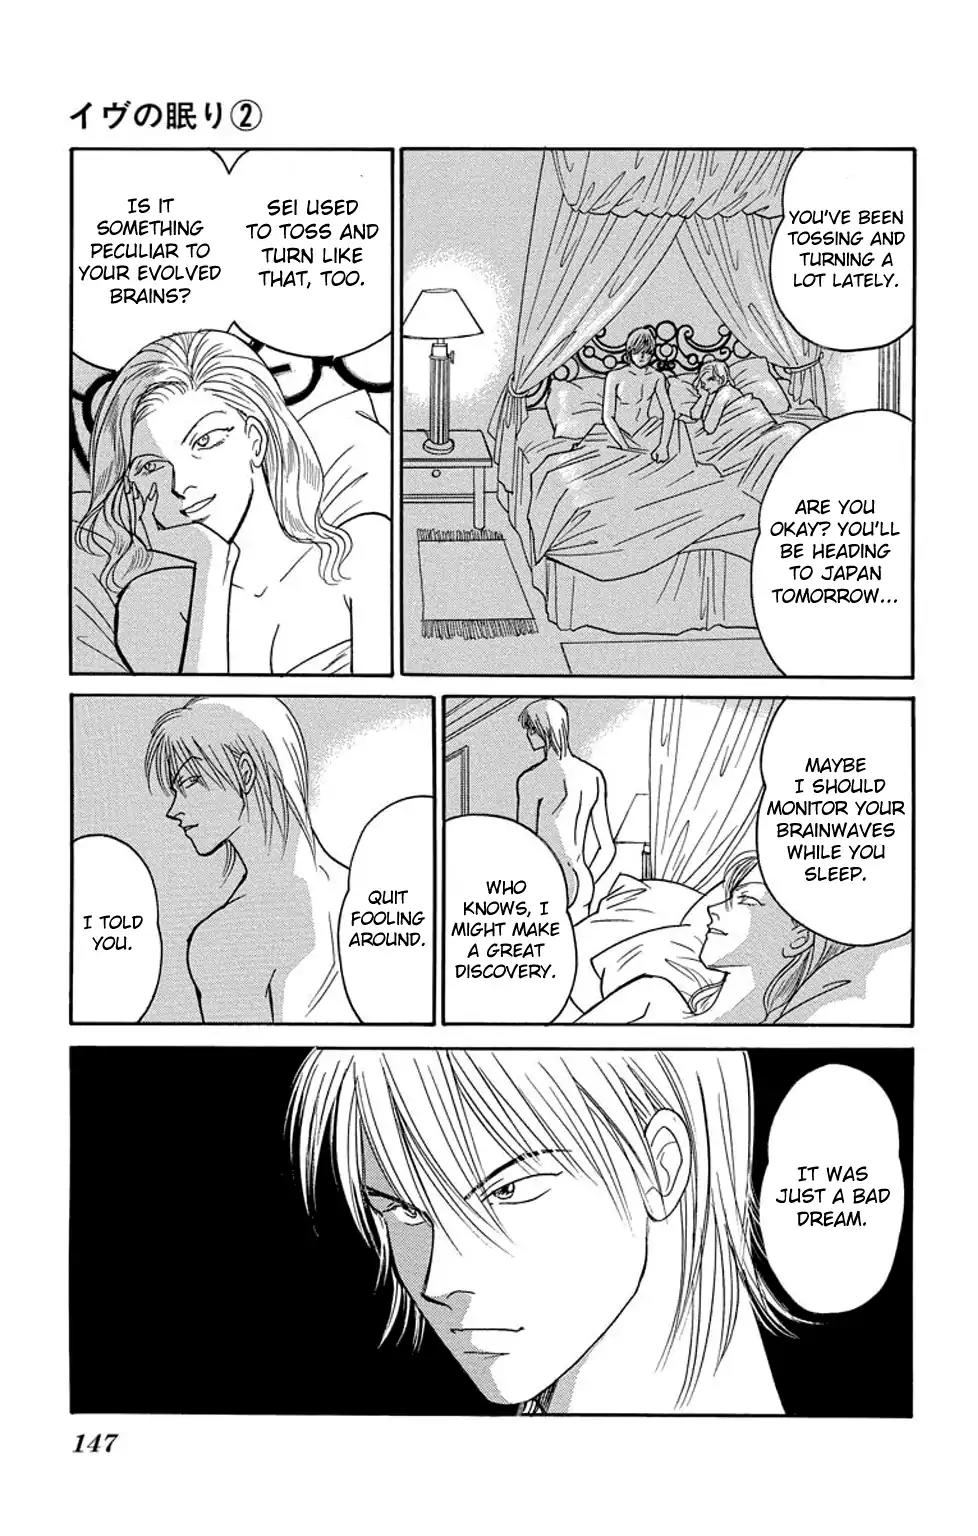 イヴの眠り②
YOU'VE BEEN
TOSSING AND
TURNING A
LOT LATELY.
ARE YOU
OKAY? YOU'LL
BE HEADING
TO JAPAN
TOMORROW...
SEI USED
TO TOSS AND
TURN LIKE
THAT, TOO.
IS IT
SOMETHING
PECULIAR TO
YOUR EVOLVED
BRAINS?
MAYBE
I SHOULD
MONITOR YOUR
BRAINWAVES
WHILE YOU
SLEEP.
WHO
KNOWS, I
MIGHT MAKE
A GREAT
DISCOVERY.
QUIT
FOOLING
AROUND.
I TOLD
YOU.
IT WAS
JUST A BAD
DREAM.
147